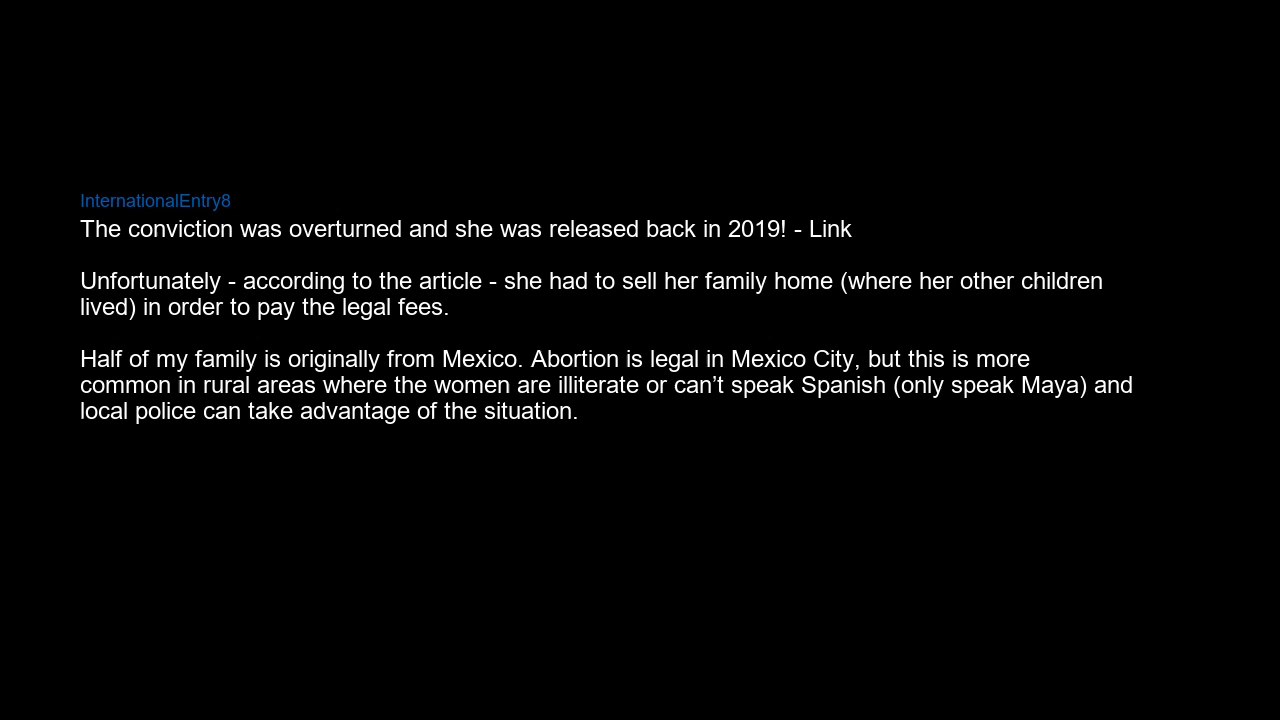 InternationalEntry8
The conviction was overturned and she was released back in 2019! - Link
Unfortunately - according to the article - she had to sell her family home (where her other children
lived) in order to pay the legal fees.
Half of my family is originally from Mexico. Abortion is legal in Mexico City, but this is more
common in rural areas where the women are illiterate or can’t speak Spanish (only speak Maya) and
local police can take advantage of the situation.